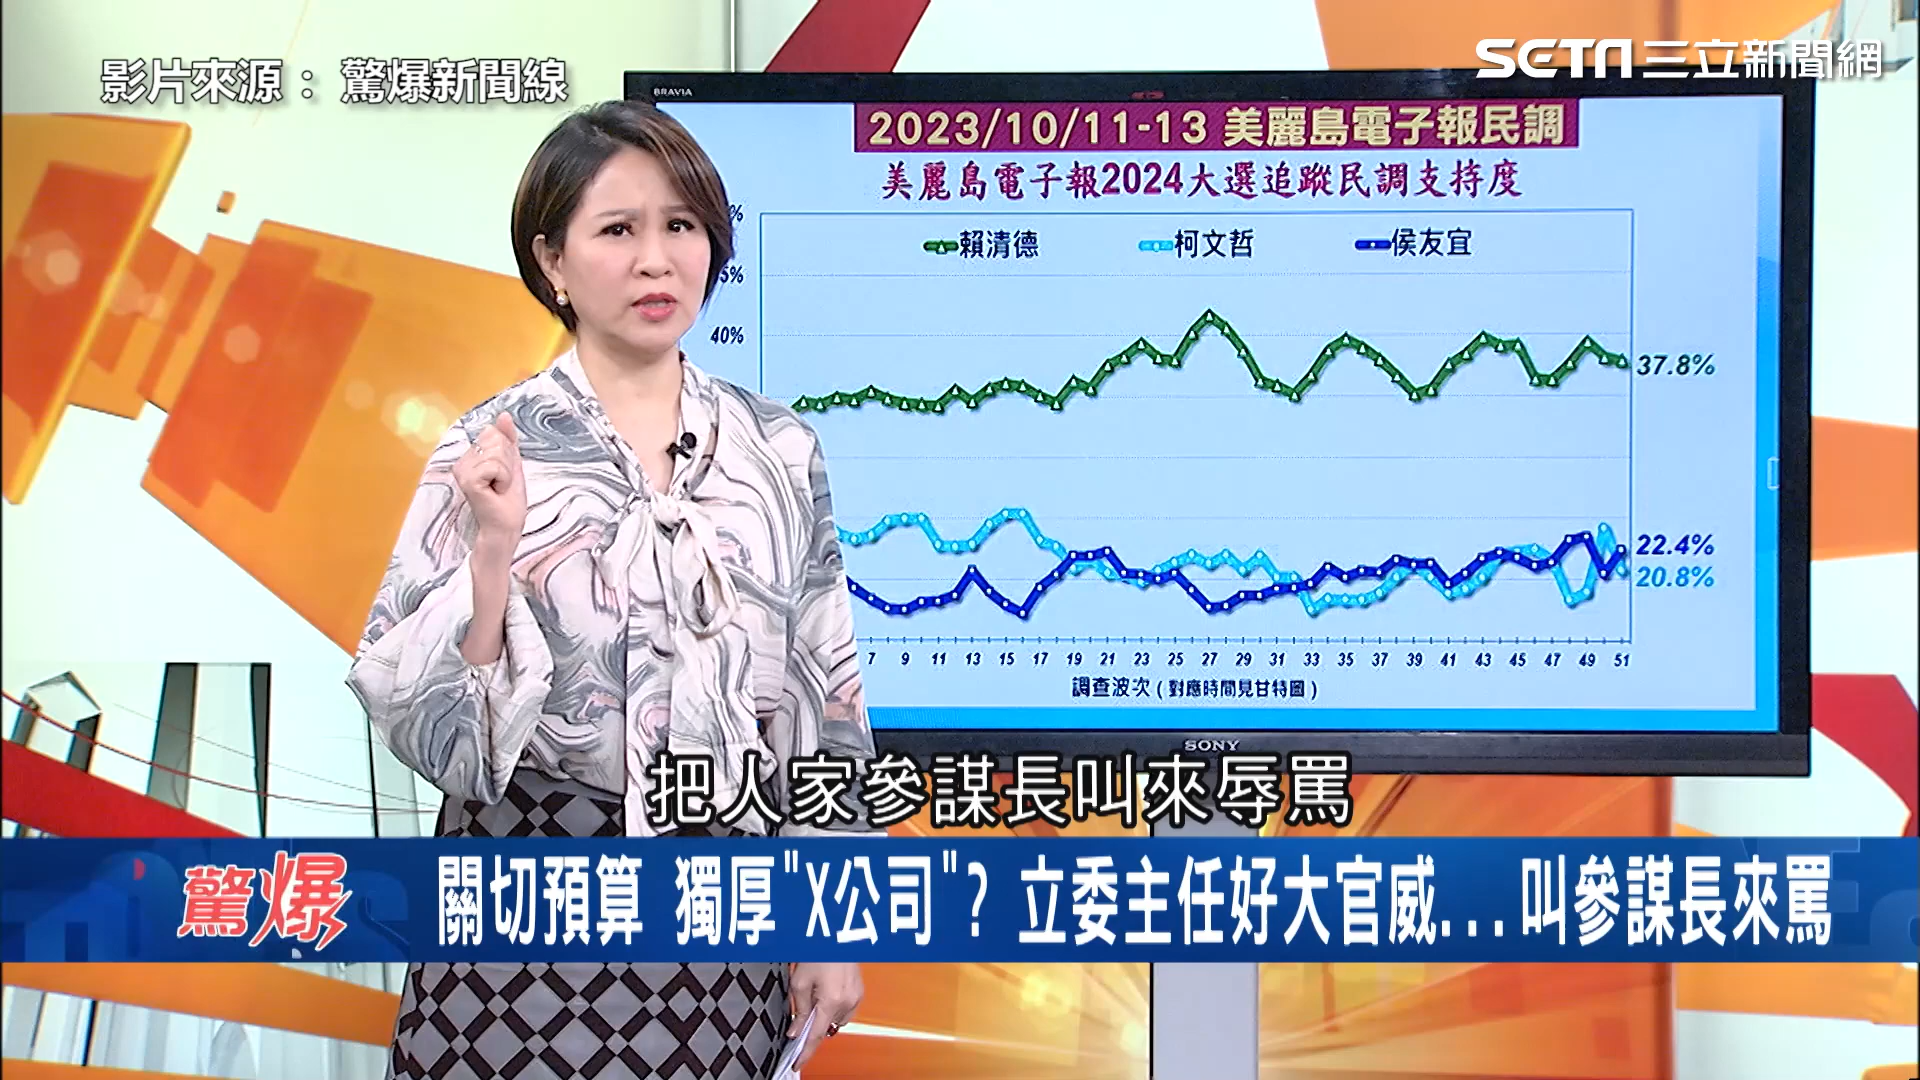 影片來源：驚爆新聞線
SETN三立新聞網
BRAVIA
2023/10/11-13 美麗島電子報民調
美麗島電子報2024大選追蹤民調支持度
賴清德 柯文哲 侯友宜
40%
37.8%
22.4%
20.8%
7 9 11 13 15 17 19 21 23 25 27 29 31 33 35 37 39 41 43 45 47 49 51
調查波次（對應時間見甘特圖）
SONY
把人家參謀長叫來辱罵
驚爆
關切預算 獨厚"X公司"? 立委主任好大官威...叫參謀長來罵